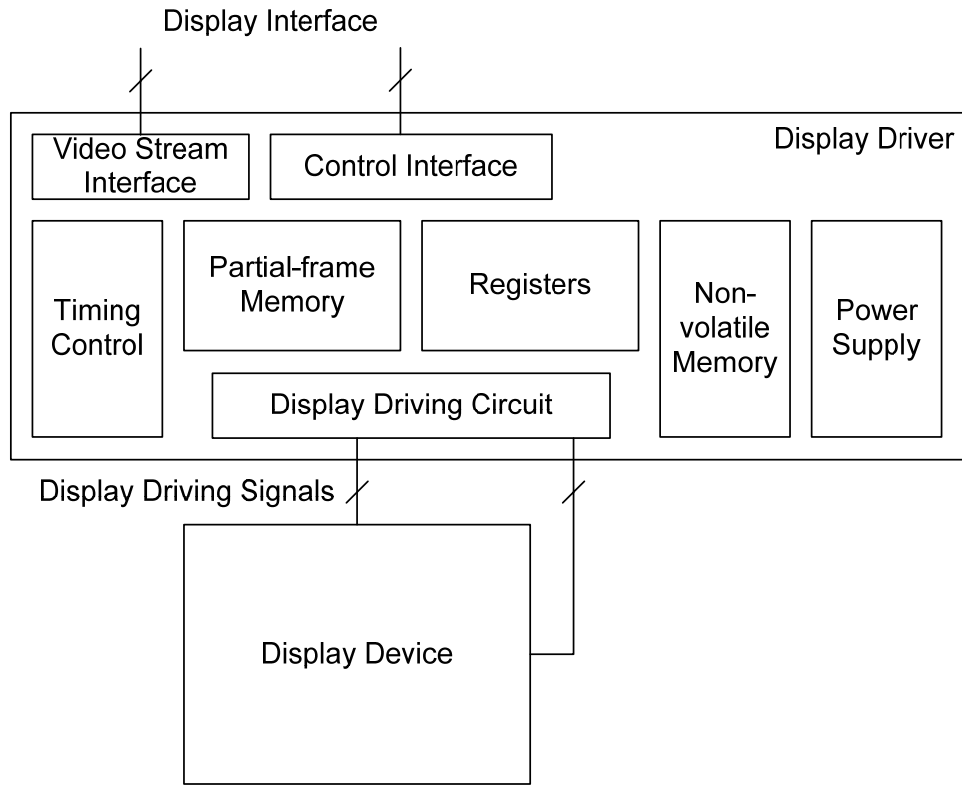 Display Interface
Display Driver
Video Stream
Interface
Control Interface
Timing
Control
Partial-frame
Memory
Registers
Non-
volatile
Memory
Power
Supply
Display Driving Circuit
Display Driving Signals
Display Device